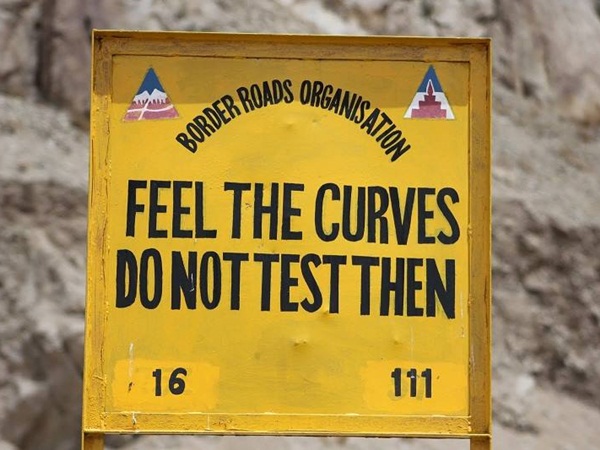 BORDER ROADS ORGANISATION
FEEL THE CURVES
DO NOT TEST THEN
16 111